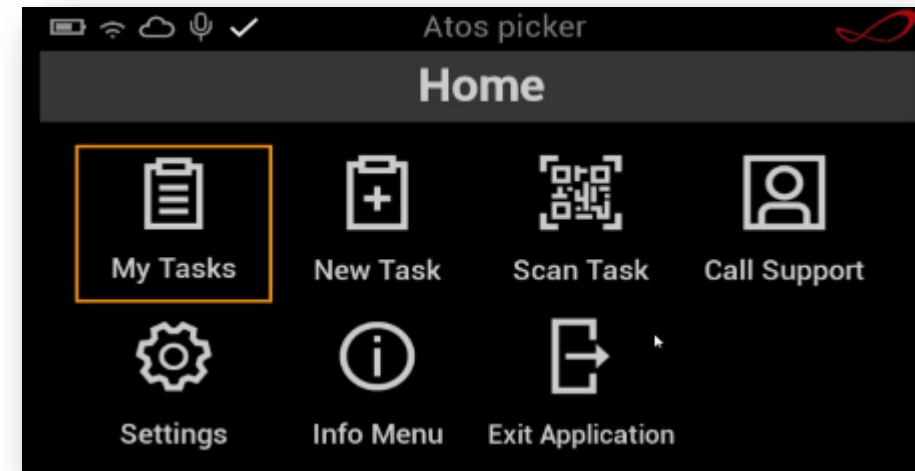 Atos picker
Home
My Tasks New Task Scan Task Call Support
Settings Info Menu Exit Application